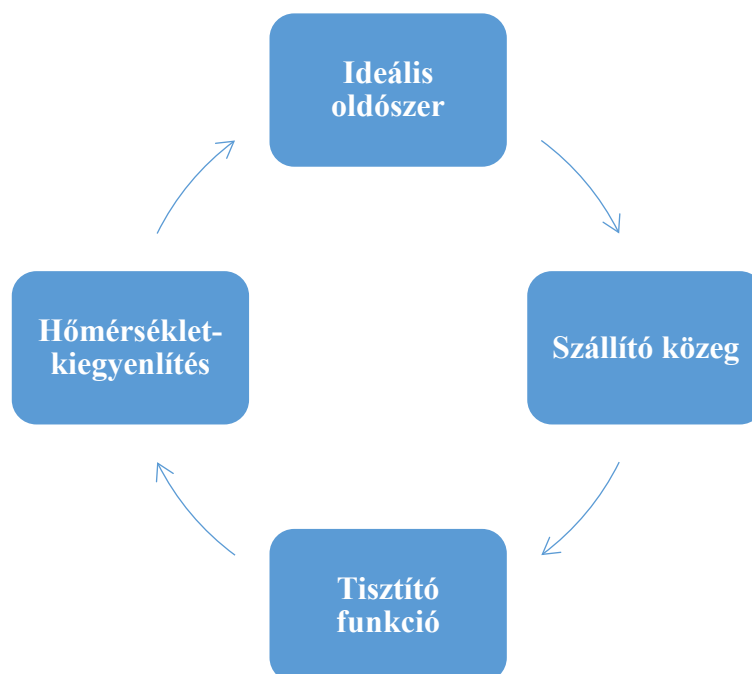 Ideális
oldószer
Szállító közeg
Tisztító
funkció
Hőmérséklet-
kiegyenlítés